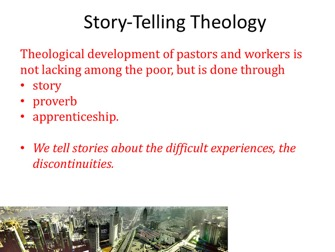 Story-Telling Theology
Theological development of pastors and workers is
not lacking among the poor, but is done through
• story
• proverb
• apprenticeship.
• We tell stories about the difficult experiences, the
discontinuities.